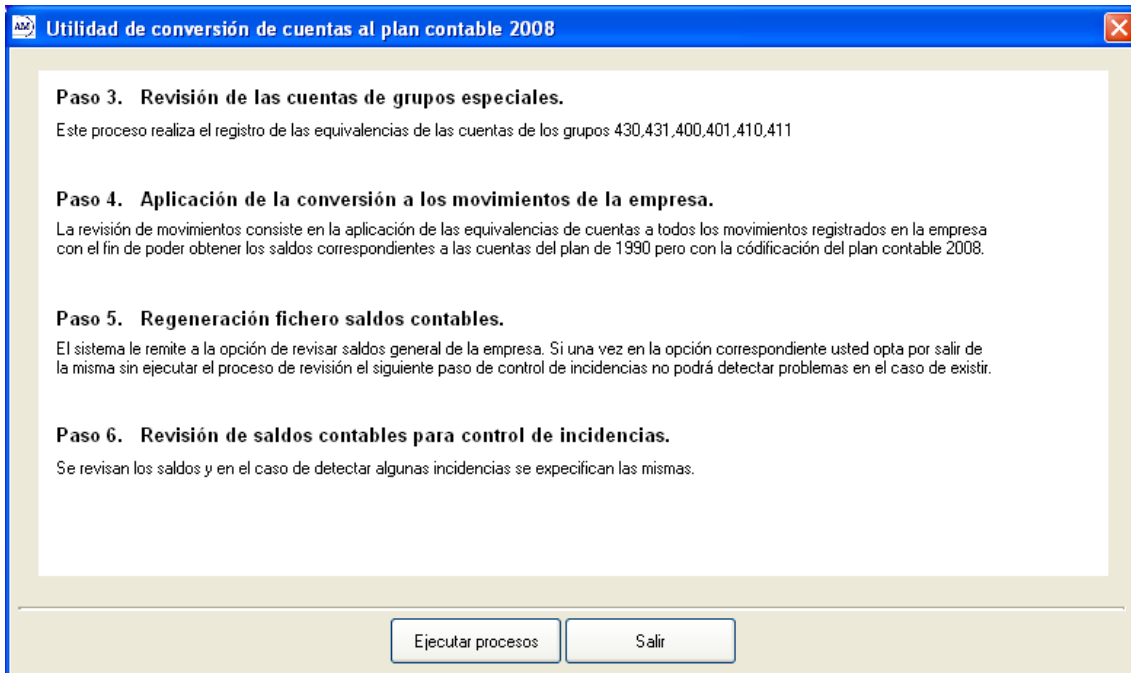 AM
Utilidad de conversión de cuentas al plan contable 2008
Paso 3. Revisión de las cuentas de grupos especiales.
Este proceso realiza el registro de las equivalencias de las cuentas de los grupos 430,431,400,401,410,411
Paso 4. Aplicación de la conversión a los movimientos de la empresa.
La revisión de movimientos consiste en la aplicación de las equivalencias de cuentas a todos los movimientos registrados en la empresa
con el fin de poder obtener los saldos correspondientes a las cuentas del plan de 1990 pero con la códificación del plan contable 2008.
Paso 5. Regeneración fichero saldos contables.
El sistema le remite a la opción de revisar saldos general de la empresa. Si una vez en la opción correspondiente usted opta por salir de
la misma sin ejecutar el proceso de revisión el siguiente paso de control de incidencias no podrá detectar problemas en el caso de existir.
Paso 6. Revisión de saldos contables para control de incidencias.
Se revisan los saldos y en el caso de detectar algunas incidencias se expecifican las mismas.
Ejecutar procesos
Salir